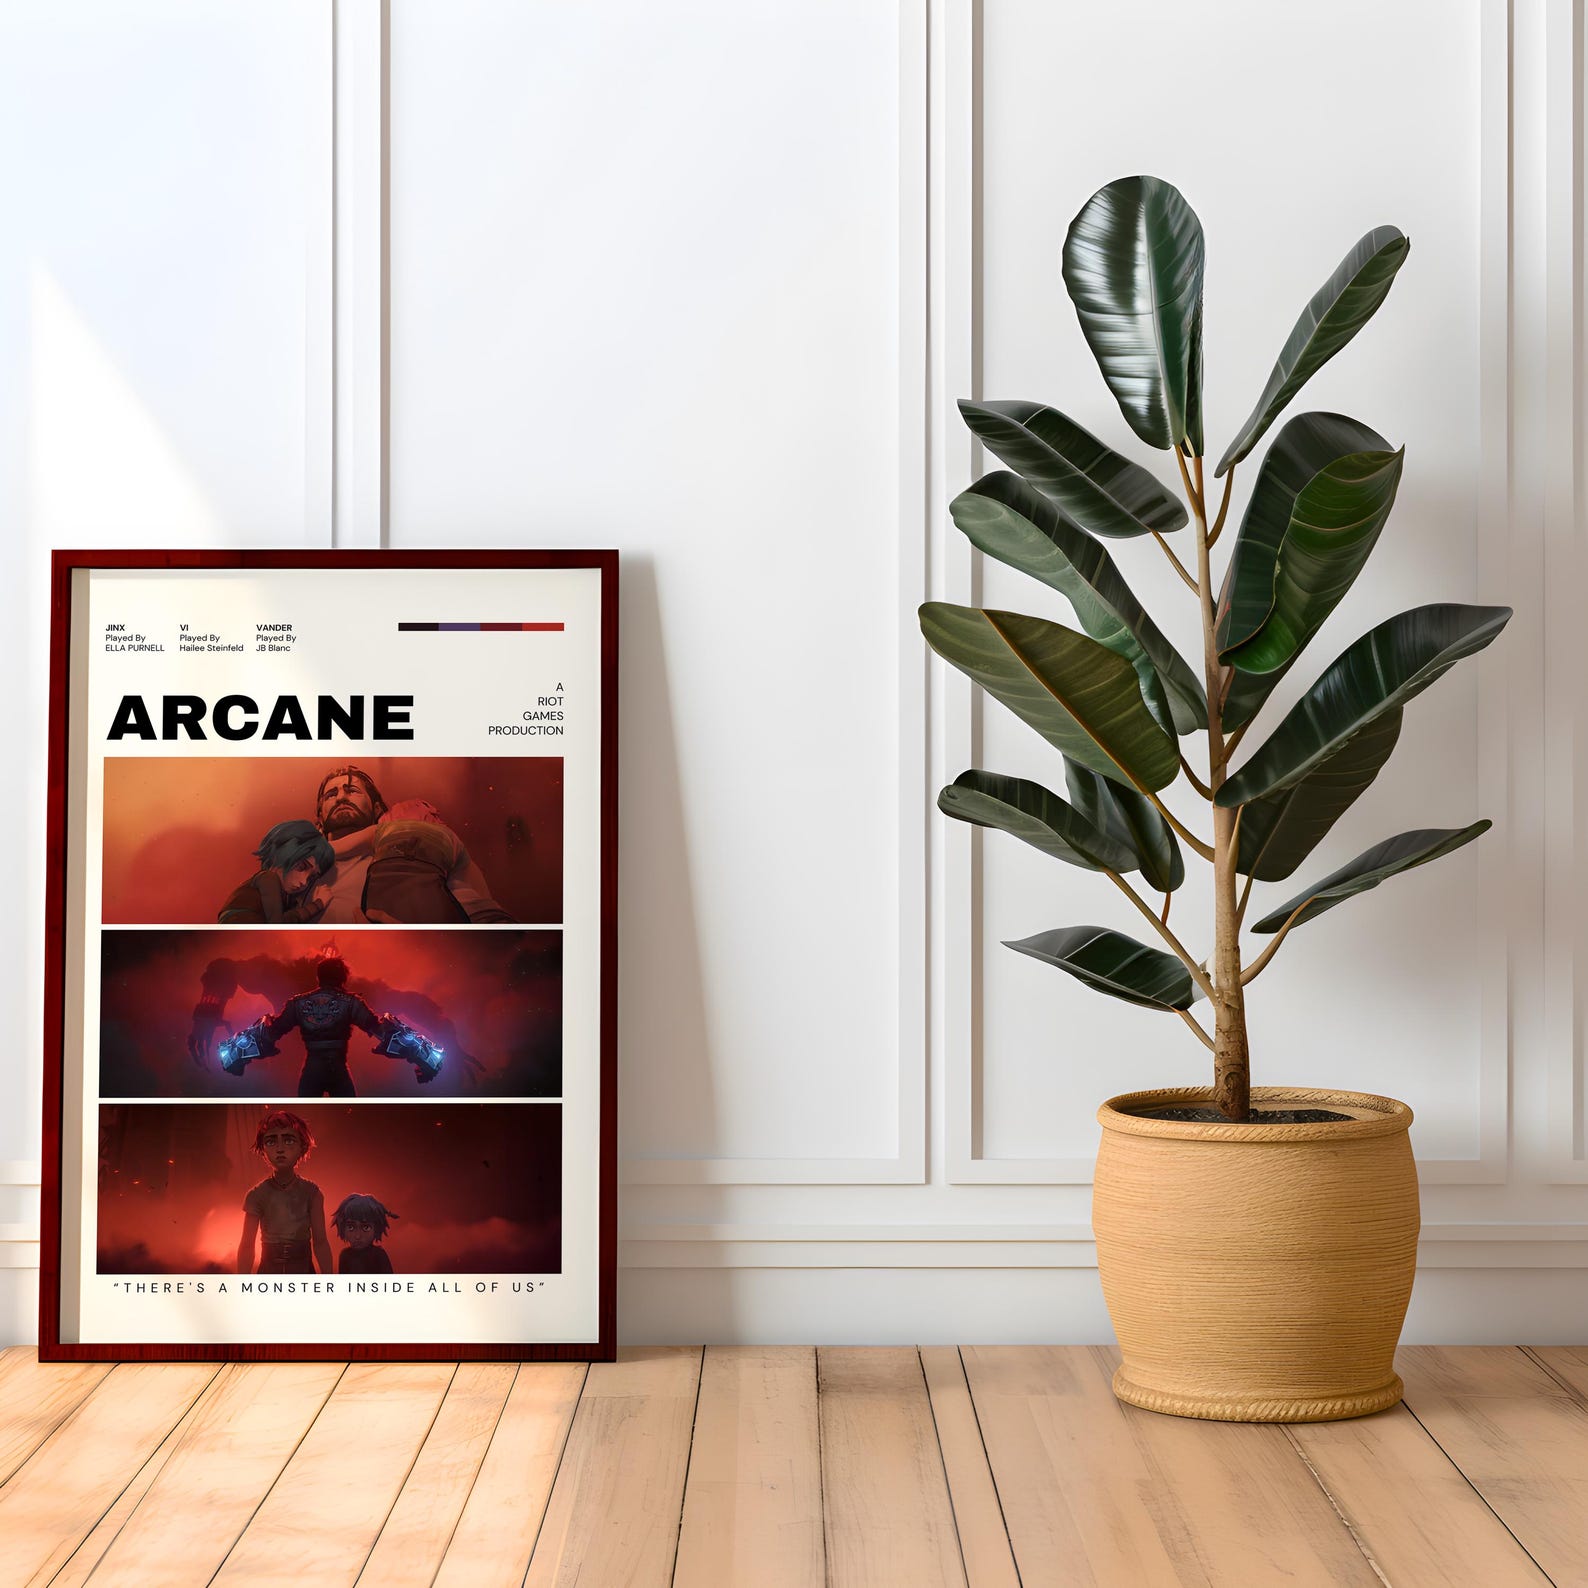 JINX
Played By
ELLA PURNELL
VI
Played By
Hailee Steinfeld
VANDER
Played By
JB Blanc
ARCANE
A
RIOT
GAMES
PRODUCTION
"THERE'S A MONSTER INSIDE ALL OF US"